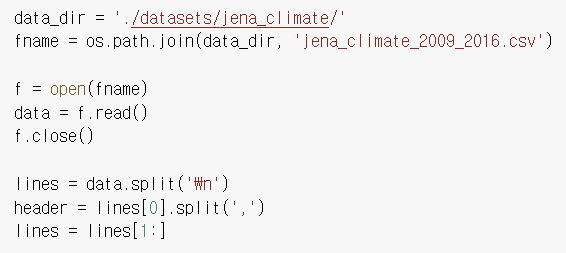 data_dir = './datasets/jena_climate/'
fname = os.path.join(data_dir, 'jena_climate_2009_2016.csv')
f = open(fname)
data = f.read()
f.close()
lines = data.split('₩n')
header = lines[0].split(',')
lines = lines[1:]